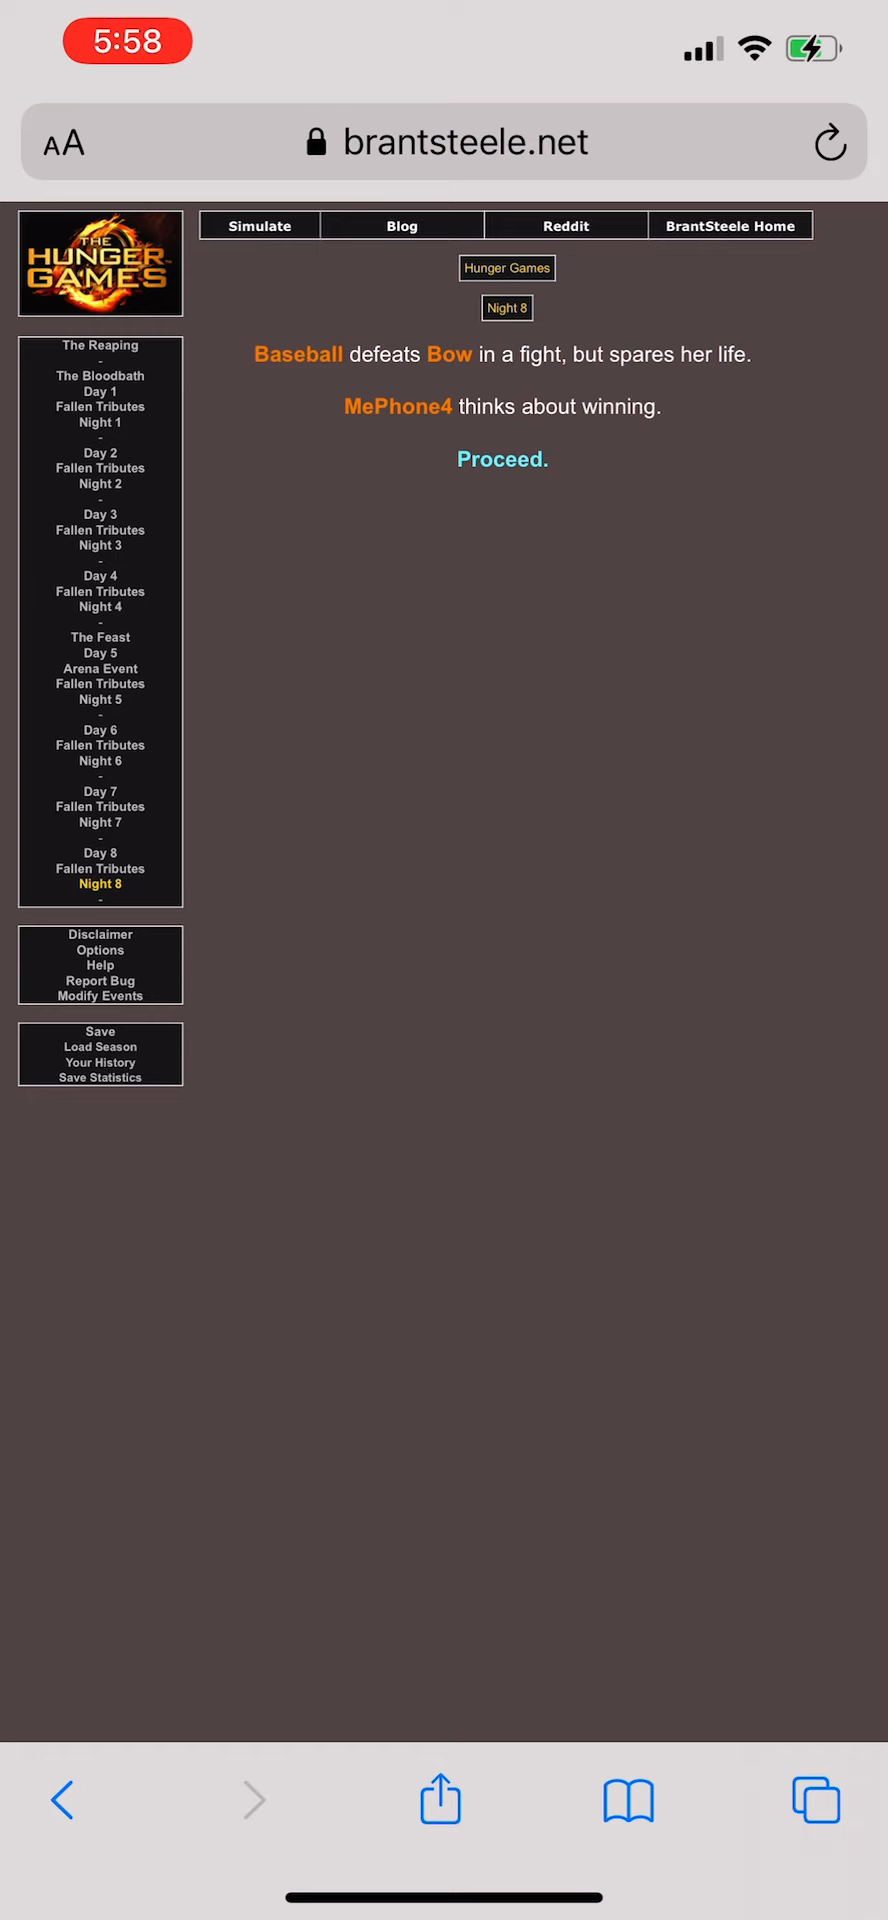 5:58
AA
brantsteele.net
THE
HUNGER
GAMES
Simulate Blog Reddit BrantSteele Home
Hunger Games
Night 8
Baseball defeats Bow in a fight, but spares her life.
MePhone4 thinks about winning.
Proceed.
The Reaping
-
The Bloodbath
Day 1
Fallen Tributes
Night 1
-
Day 2
Fallen Tributes
Night 2
-
Day 3
Fallen Tributes
Night 3
-
Day 4
Fallen Tributes
Night 4
-
The Feast
Day 5
Arena Event
Fallen Tributes
Night 5
-
Day 6
Fallen Tributes
Night 6
-
Day 7
Fallen Tributes
Night 7
-
Day 8
Fallen Tributes
Night 8
-
Disclaimer
Options
Help
Report Bug
Modify Events
Save
Load Season
Your History
Save Statistics